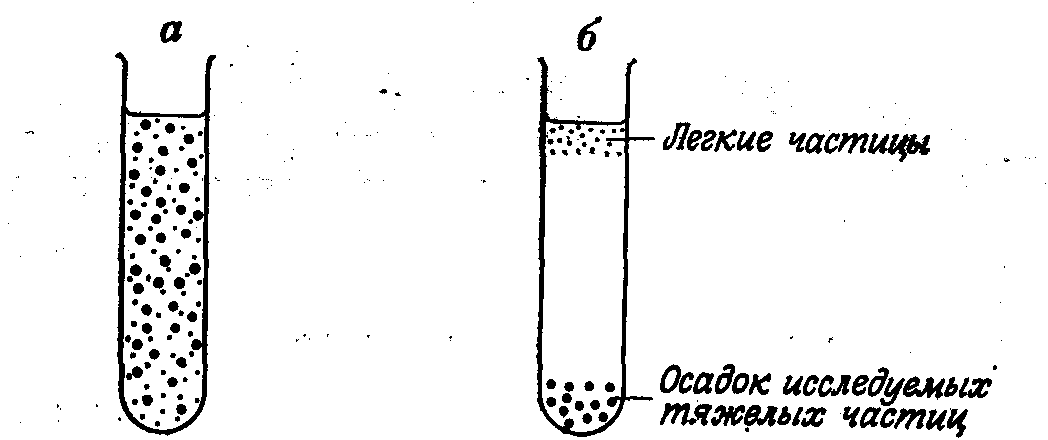 а
б
Легкие частицы
Осадок исследуемых
тяжелых частиц